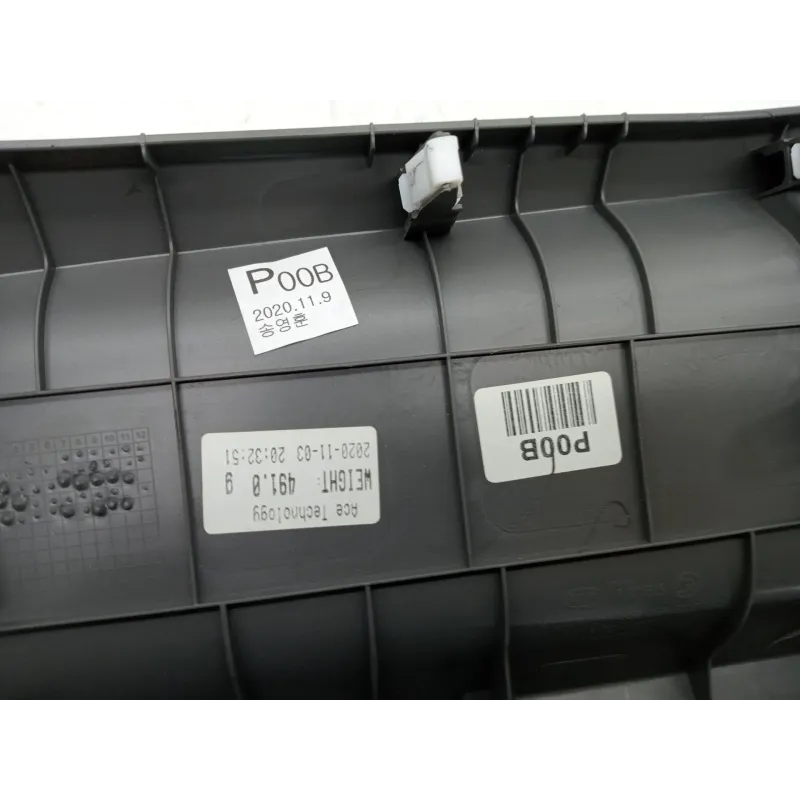 P00B
2020.11.9
송영훈
P00B
Ace Technology
WEIGHT: 491.0 g
2020-11-03 20:32:51